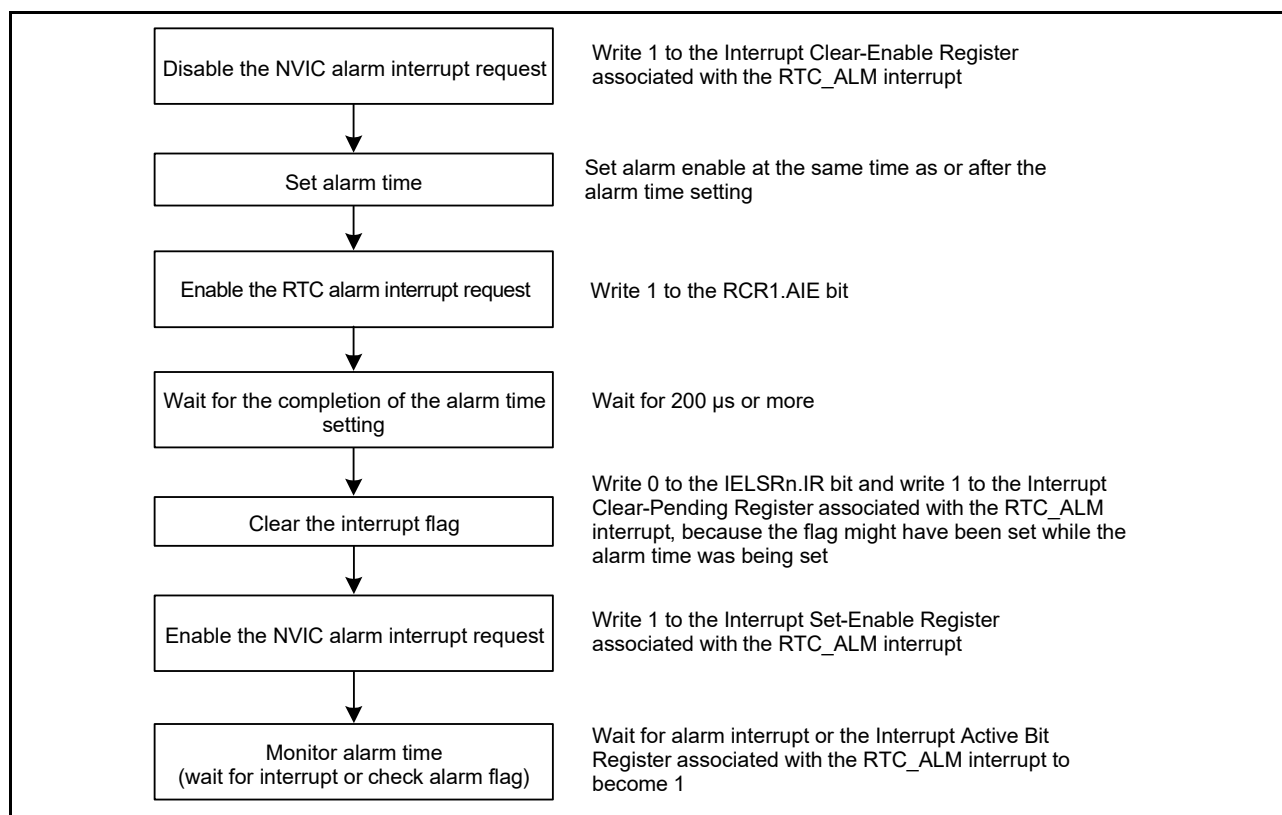 Disable the NVIC alarm interrupt request
Write 1 to the Interrupt Clear-Enable Register
associated with the RTC_ALM interrupt
Set alarm time
Set alarm enable at the same time as or after the
alarm time setting
Enable the RTC alarm interrupt request
Write 1 to the RCR1.AIE bit
Wait for the completion of the alarm time
setting
Wait for 200 µs or more
Clear the interrupt flag
Write 0 to the IELSRn.IR bit and write 1 to the Interrupt
Clear-Pending Register associated with the RTC_ALM
interrupt, because the flag might have been set while the
alarm time was being set
Enable the NVIC alarm interrupt request
Write 1 to the Interrupt Set-Enable Register
associated with the RTC_ALM interrupt
Monitor alarm time
(wait for interrupt or check alarm flag)
Wait for alarm interrupt or the Interrupt Active Bit
Register associated with the RTC_ALM interrupt to
become 1